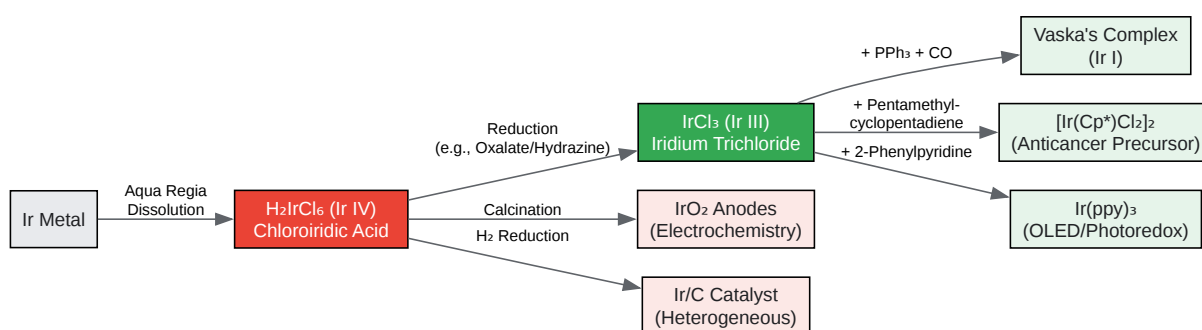 Ir Metal
Aqua Regia
Dissolution
H₂IrCl₆ (Ir IV)
Chloroiridic Acid
Reduction
(e.g., Oxalate/Hydrazine)
Calcination
H₂ Reduction
IrCl₃ (Ir III)
Iridium Trichloride
IrO₂ Anodes
(Electrochemistry)
Ir/C Catalyst
(Heterogeneous)
+ PPh₃ + CO
+ Pentamethyl-
cyclopentadiene
+ 2-Phenylpyridine
Vaska's Complex
(Ir I)
[Ir(Cp*)Cl₂]₂
(Anticancer Precursor)
Ir(ppy)₃
(OLED/Photoredox)